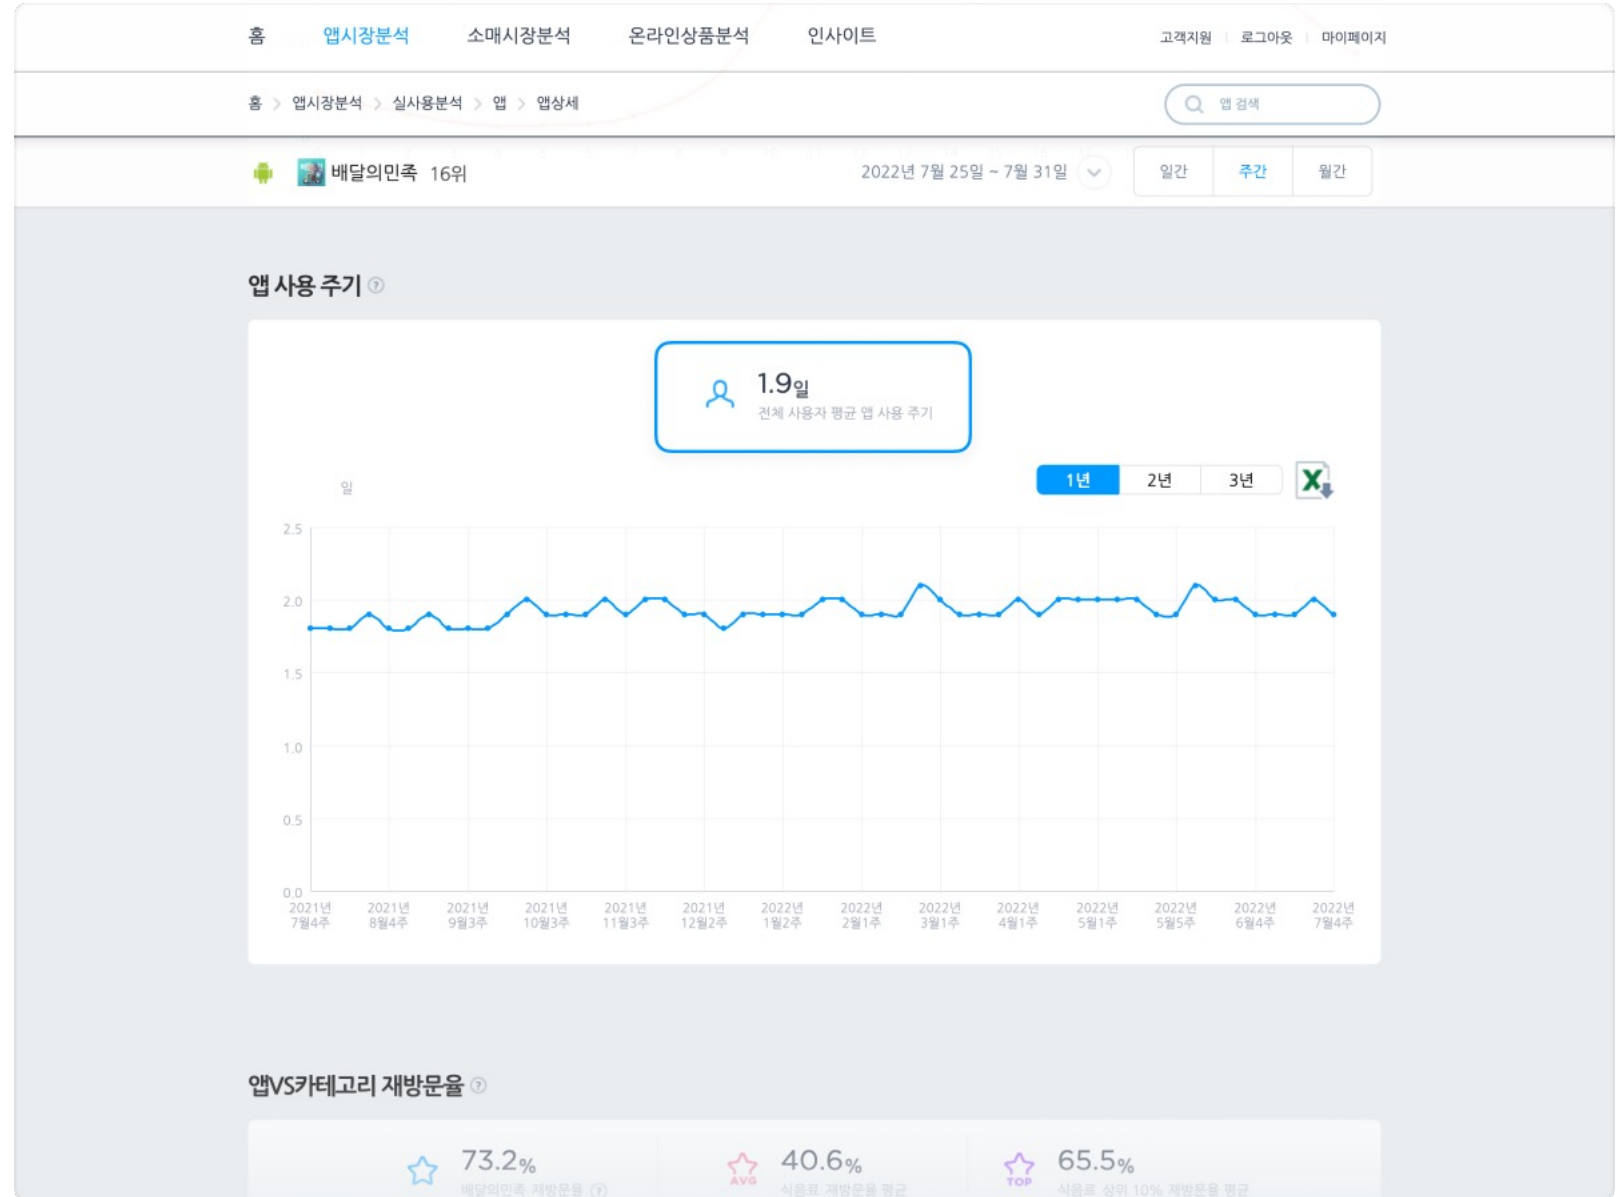 홈 앱시장분석 소매시장분석 온라인상품분석 인사이트 고객지원 로그아웃 마이페이지
홈 > 앱시장분석 > 실사용분석 > 앱 > 앱상세 앱 검색
배달의민족 16위 2022년 7월 25일 ~ 7월 31일 일간 주간 월간
앱 사용 주기 ?
1.9일
전체 사용자 평균 앱 사용 주기
1년 2년 3년
일
2.5
2.0
1.5
1.0
0.5
0.0
2021년 2021년 2021년 2021년 2021년 2021년 2022년 2022년 2022년 2022년 2022년 2022년 2022년 2022년
7월4주 8월4주 9월3주 10월3주 11월3주 12월2주 1월2주 2월1주 3월1주 4월1주 5월1주 5월5주 6월4주 7월4주
앱VS카테고리 재방문율 ?
73.2% 40.6% 65.5%
AVG TOP
배달의민족 재방문율 ? 식음료 재방문율 평균 식음료 상위 10% 재방문율 평균